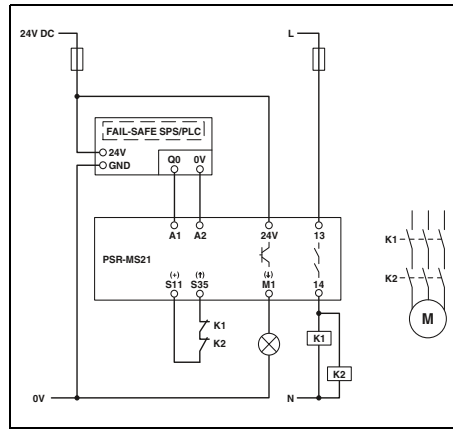 24V DC
L
FAIL-SAFE SPS/PLC
24V
GND
Q0 0V
A1 A2 24V 13
PSR-MS21
(+) (↑) (↓)
S11 S35 M1 14
K1
K2
K1
K2
K1
K2
M
0V
N